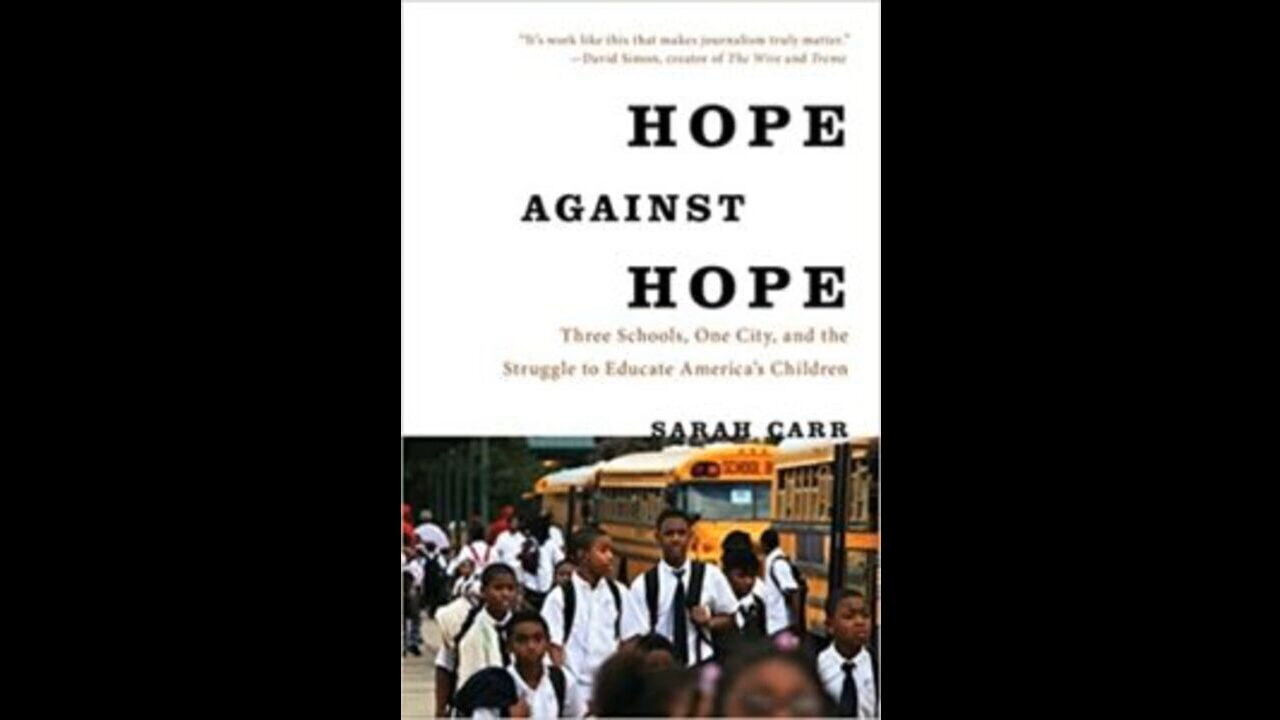 "It's work like this that makes journalism truly matter."
—David Simon, creator of The Wire and Treme
HOPE
AGAINST
HOPE
Three Schools, One City, and the
Struggle to Educate America's Children
SARAH CARR
SCHOOL